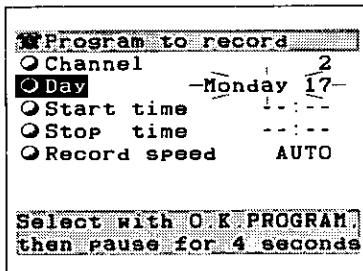 Program to record
Channel 2
Day Monday 17
Start time --:--
Stop time --:--
Record speed AUTO
Select with O.K.PROGRAM,
then pause for 4 seconds